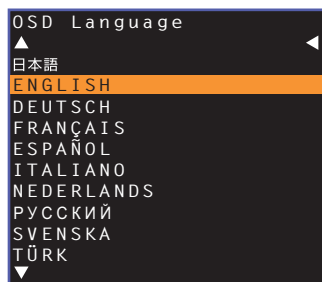 OSD Language
日本語
ENGLISH
DEUTSCH
FRANÇAIS
ESPAÑOL
ITALIANO
NEDERLANDS
РУССКИЙ
SVENSKA
TÜRK